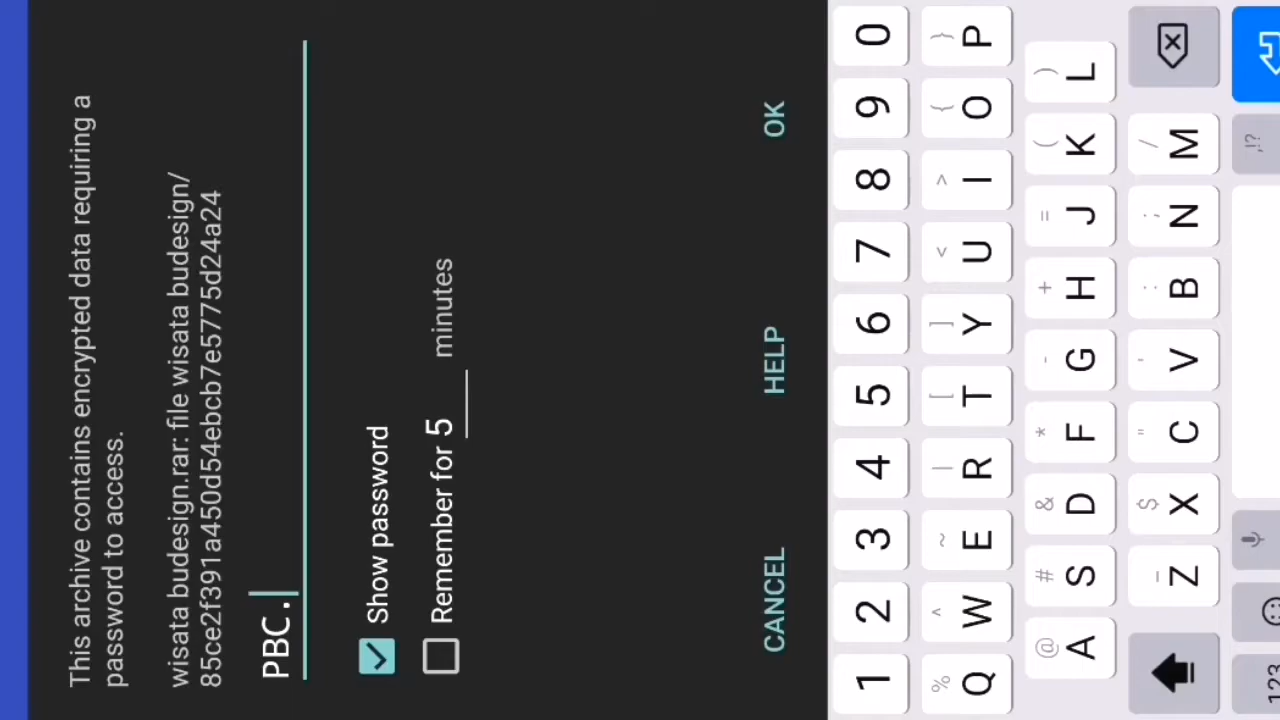 This archive contains encrypted data requiring a
password to access.
wisata budesign.rar: file wisata budesign/
85ce2f391a450d54ebcb7e5775d24a24
PBC.
Show password
Remember for 5 minutes
CANCEL HELP OK
1 2 3 4 5 6 7 8 9 0
% ^ ~ | [ ] < > { }
Q W E R T Y U I O P
@ # & * - + = ( )
A S D F G H J K L
_ $ " ' : ; /
Z X C V B N M
123 ,!?